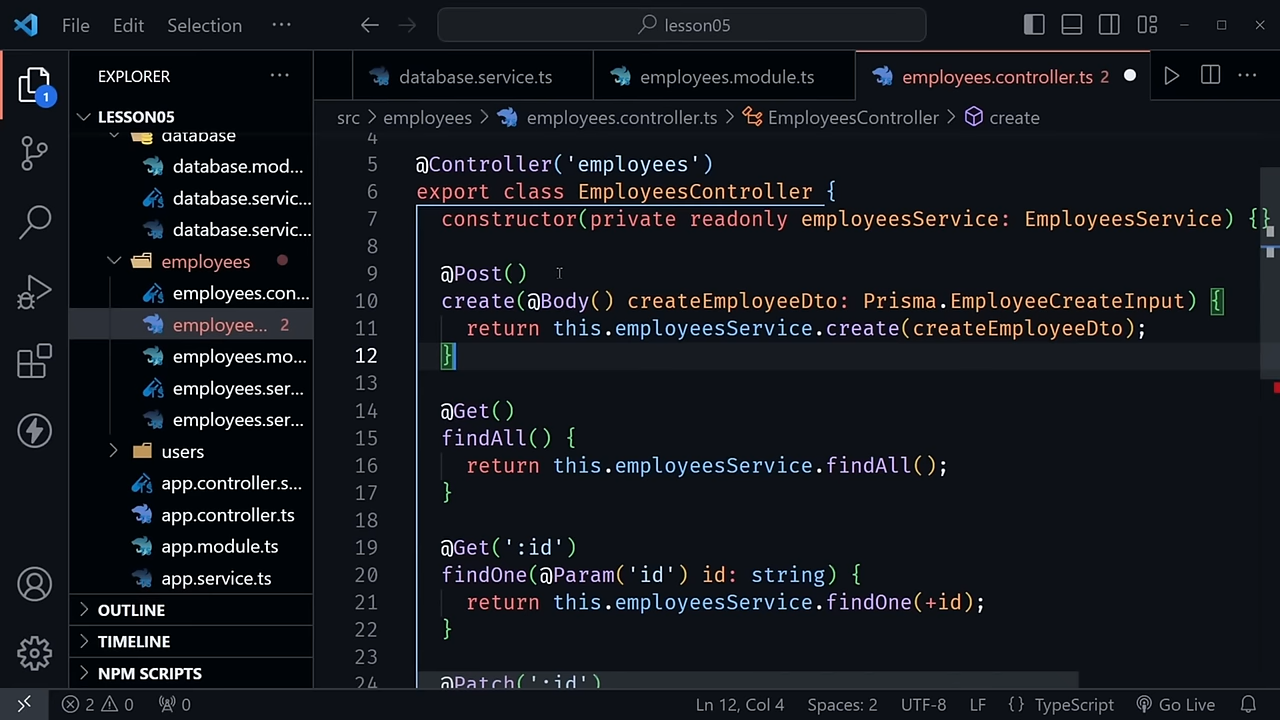 File Edit Selection ··· lesson05
EXPLORER ···
database.service.ts employees.module.ts employees.controller.ts 2
src > employees > employees.controller.ts > EmployeesController > create
LESSON05
database
database.mod...
database.servic...
database.servic...
employees
employees.con...
employee... 2
employees.mo...
employees.ser...
employees.ser...
users
app.controller.s...
app.controller.ts
app.module.ts
app.service.ts
OUTLINE
TIMELINE
NPM SCRIPTS
1
4
5 @Controller('employees')
6 export class EmployeesController {
7 constructor(private readonly employeesService: EmployeesService) {}
8
9 @Post()
10 create(@Body() createEmployeeDto: Prisma.EmployeeCreateInput) {
11 return this.employeesService.create(createEmployeeDto);
12 }
13
14 @Get()
15 findAll() {
16 return this.employeesService.findAll();
17 }
18
19 @Get(':id')
20 findOne(@Param('id') id: string) {
21 return this.employeesService.findOne(+id);
22 }
23
24 @Patch(':id')
2 0 0 Ln 12, Col 4 Spaces: 2 UTF-8 LF {} TypeScript Go Live